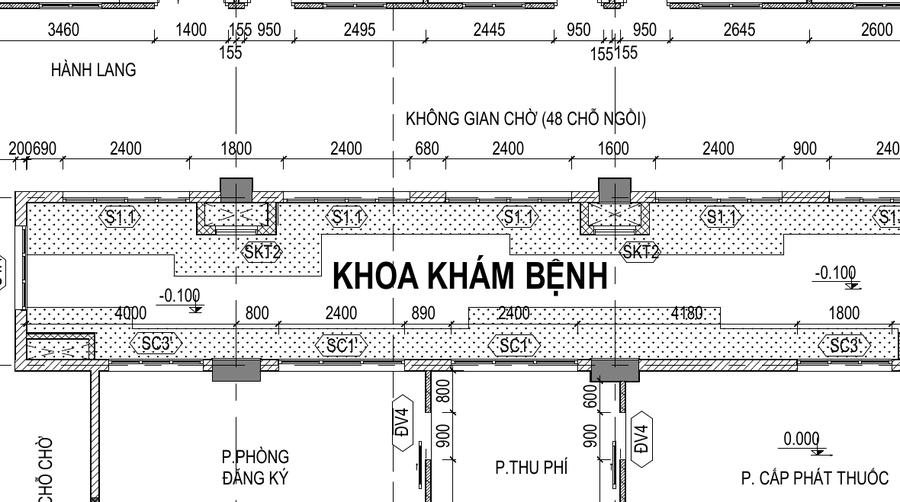 3460 1400 155 950 2495 2445 950 950 2645 2600
155 155 155
HÀNH LANG
KHÔNG GIAN CHỜ (48 CHỖ NGỒI)
200 690 2400 1800 2400 680 2400 1600 2400 900 240
S1.1 S1.1 S1.1 S1.1 S1.
SKT2 SKT2
KHOA KHÁM BỆNH
-0.100 -0.100
4000 800 2400 890 2400 4180 1800
SC3' SC1' SC1' SC3'
800 600
ĐV4 ĐV4
900 900
0.000
P.PHÒNG
ĐĂNG KÝ
P.THU PHÍ
P. CẤP PHÁT THUỐC
CHỖ CHỜ